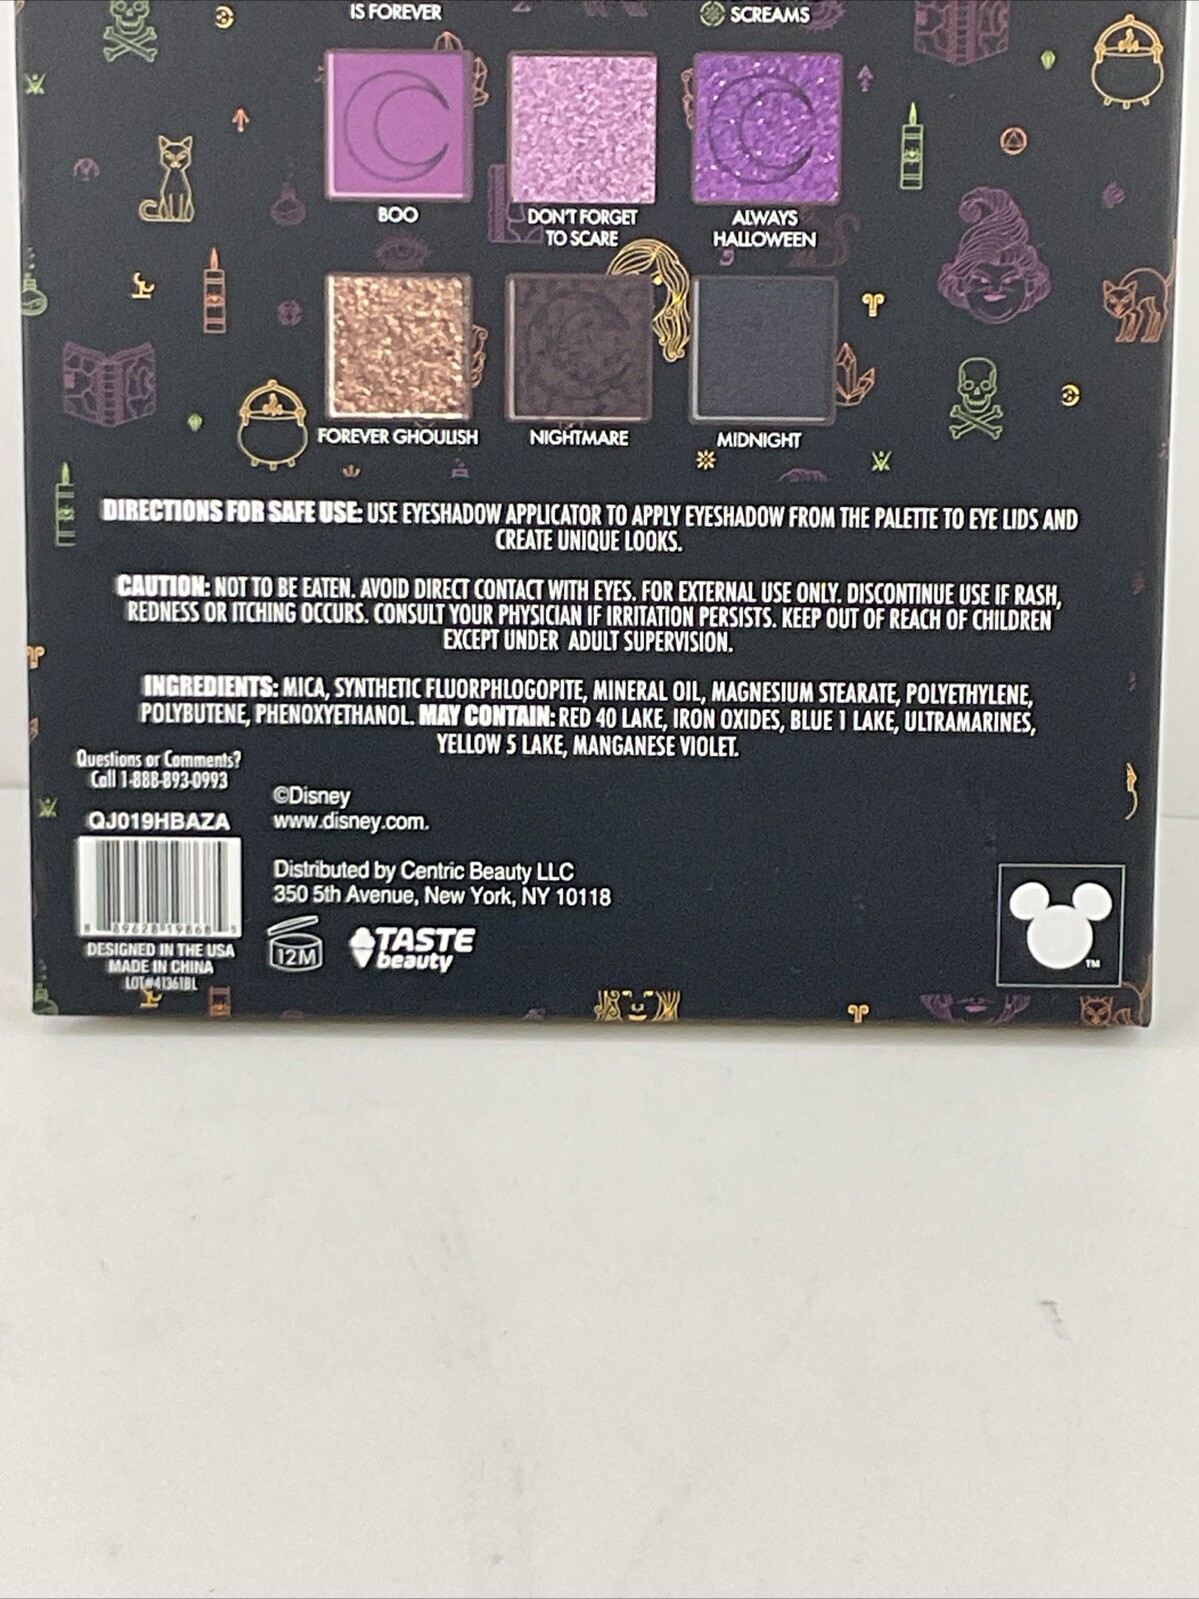 IS FOREVER
SCREAMS
BOO
DON'T FORGET
TO SCARE
ALWAYS
HALLOWEEN
FOREVER GHOULISH
NIGHTMARE
MIDNIGHT
DIRECTIONS FOR SAFE USE: USE EYESHADOW APPLICATOR TO APPLY EYESHADOW FROM THE PALETTE TO EYE LIDS AND
CREATE UNIQUE LOOKS.
CAUTION: NOT TO BE EATEN. AVOID DIRECT CONTACT WITH EYES. FOR EXTERNAL USE ONLY. DISCONTINUE USE IF RASH,
REDNESS OR ITCHING OCCURS. CONSULT YOUR PHYSICIAN IF IRRITATION PERSISTS. KEEP OUT OF REACH OF CHILDREN
EXCEPT UNDER ADULT SUPERVISION.
INGREDIENTS: MICA, SYNTHETIC FLUORPHLOGOPITE, MINERAL OIL, MAGNESIUM STEARATE, POLYETHYLENE,
POLYBUTENE, PHENOXYETHANOL. MAY CONTAIN: RED 40 LAKE, IRON OXIDES, BLUE 1 LAKE, ULTRAMARINES,
YELLOW 5 LAKE, MANGANESE VIOLET.
Questions or Comments?
Call 1-888-893-0993
QJ019HBAZA
8 89628 19868 5
DESIGNED IN THE USA
MADE IN CHINA
LOT#41361BL
©Disney
www.disney.com.
Distributed by Centric Beauty LLC
350 5th Avenue, New York, NY 10118
12M
TASTE
beauty
TM